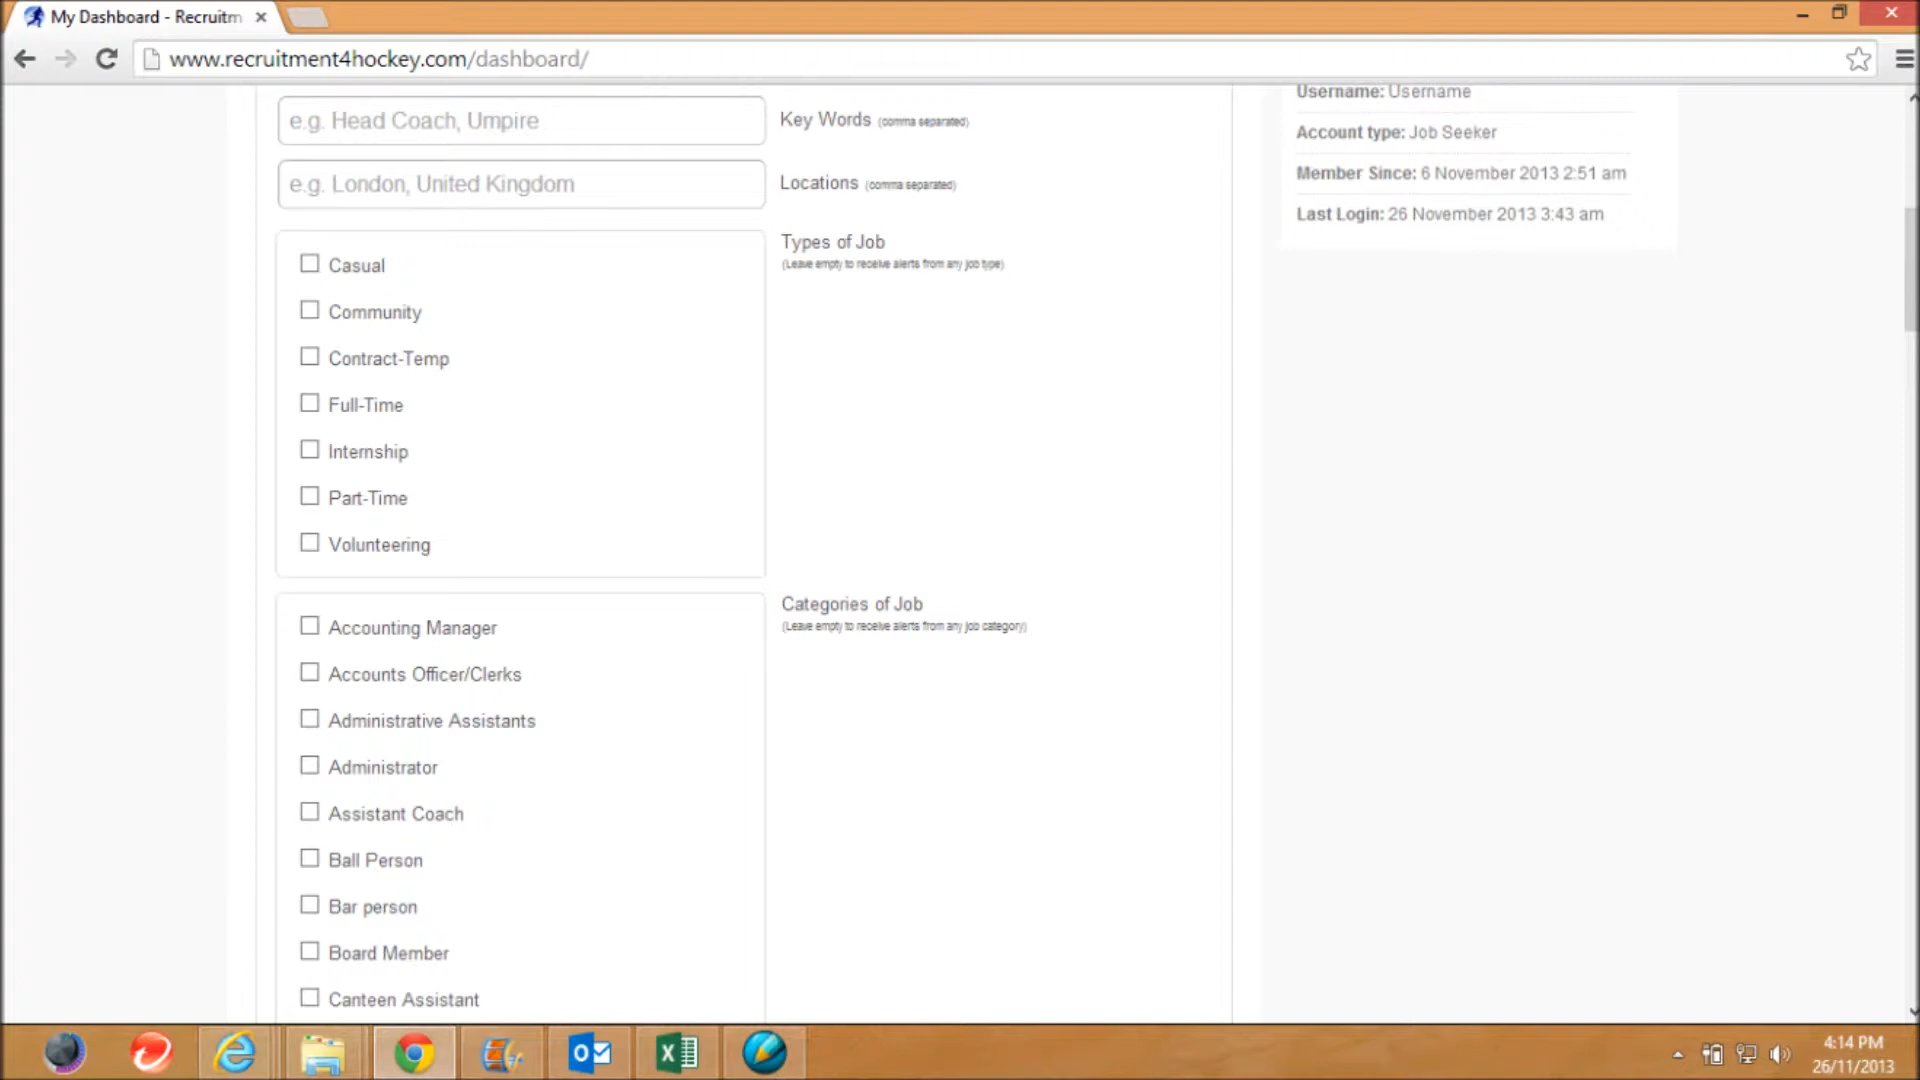 My Dashboard - Recruitm
www.recruitment4hockey.com/dashboard/
e.g. Head Coach, Umpire
Key Words (comma separated)
e.g. London, United Kingdom
Locations (comma separated)
Username: Username
Account type: Job Seeker
Member Since: 6 November 2013 2:51 am
Last Login: 26 November 2013 3:43 am
Types of Job
(Leave empty to receive alerts from any job type)
Casual
Community
Contract-Temp
Full-Time
Internship
Part-Time
Volunteering
Categories of Job
(Leave empty to receive alerts from any job category)
Accounting Manager
Accounts Officer/Clerks
Administrative Assistants
Administrator
Assistant Coach
Ball Person
Bar person
Board Member
Canteen Assistant
4:14 PM
26/11/2013